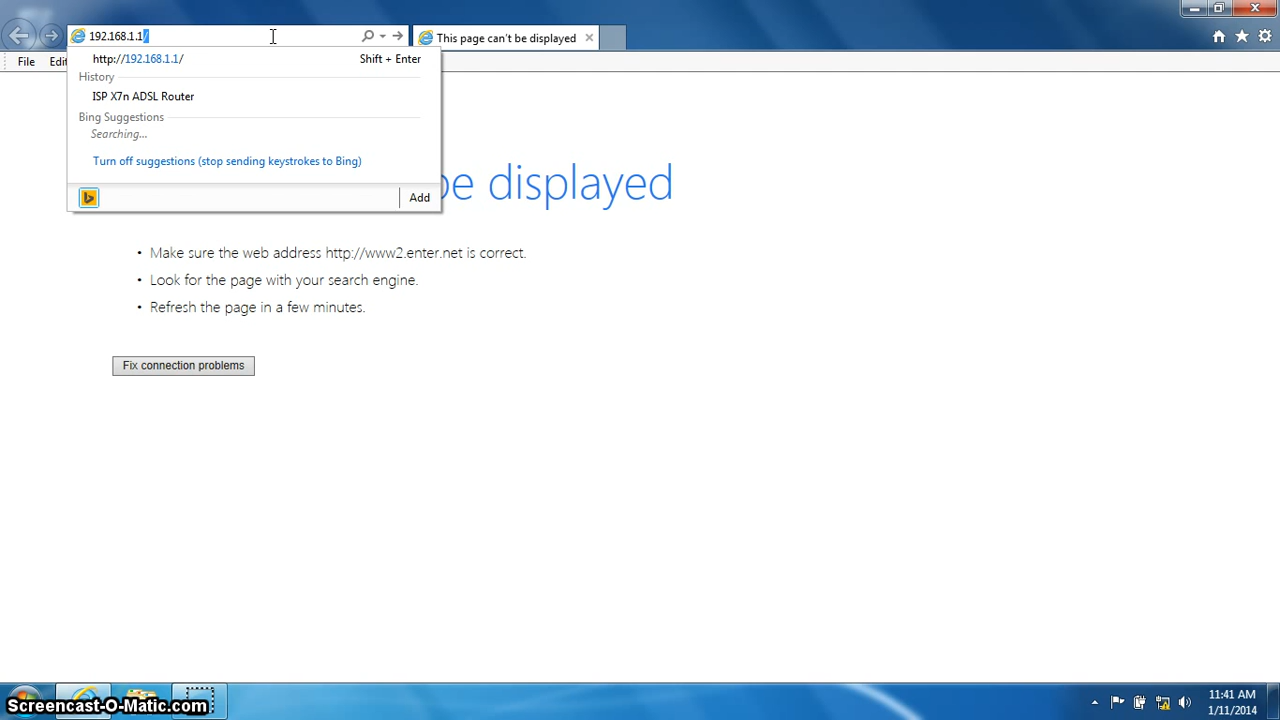 192.168.1.1/
This page can't be displayed
http://192.168.1.1/ Shift + Enter
File Edit
History
ISP X7n ADSL Router
Bing Suggestions
Searching...
Turn off suggestions (stop sending keystrokes to Bing)
be displayed
Add
• Make sure the web address http://www2.enter.net is correct.
• Look for the page with your search engine.
• Refresh the page in a few minutes.
Fix connection problems
Screencast-O-Matic.com
11:41 AM
1/11/2014